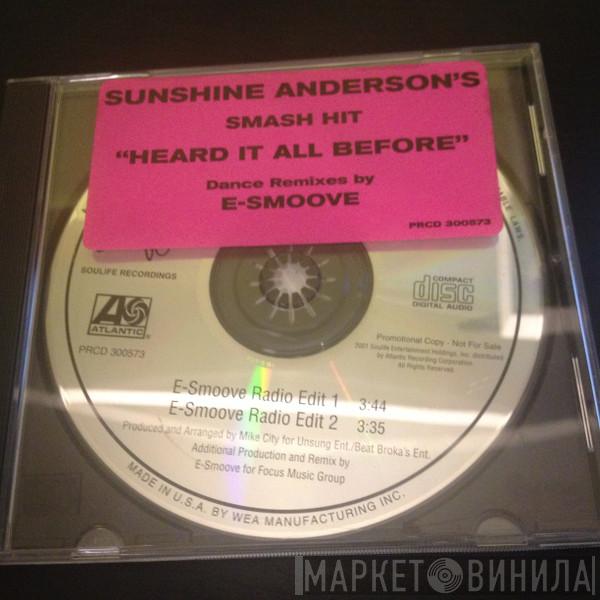 SUNSHINE ANDERSON'S
SMASH HIT
"HEARD IT ALL BEFORE"
Dance Remixes by
E-SMOOVE
PRCD 300573
ABLE LAWS
SOULIFE RECORDINGS
ATLANTIC
PRCD 300573
COMPACT
disc
DIGITAL AUDIO
Promotional Copy - Not For Sale
2001 Soulife Entertainment Holdings, Inc. distributed
by Atlantic Recording Corporation.
All Rights Reserved.
E-Smoove Radio Edit 1 3:44
E-Smoove Radio Edit 2 3:35
Produced and Arranged by Mike City for Unsung Ent./Beat Broka's Ent.
Additional Production and Remix by
E-Smoove for Focus Music Group
MADE IN U.S.A. BY WEA MANUFACTURING INC.
МАРКЕТ ВИНИЛА